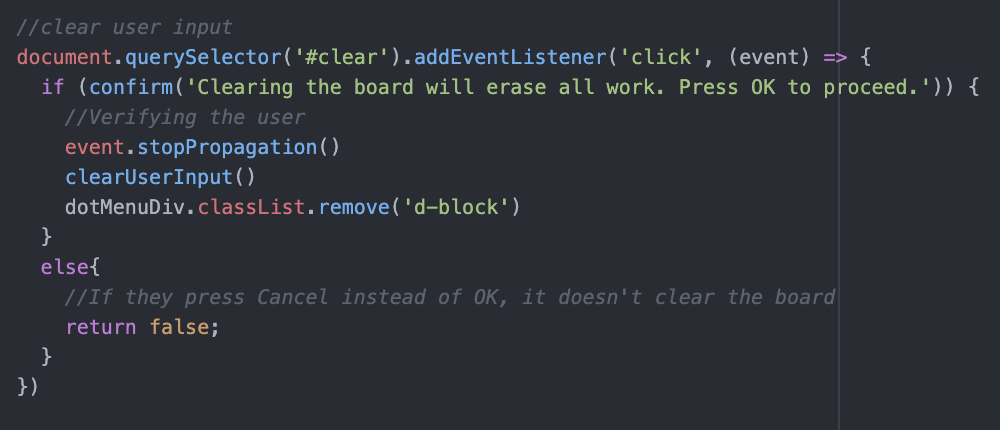 //clear user input
document.querySelector('#clear').addEventListener('click', (event) => {
  if (confirm('Clearing the board will erase all work. Press OK to proceed.')) {
    //Verifying the user
    event.stopPropagation()
    clearUserInput()
    dotMenuDiv.classList.remove('d-block')
  }
  else{
    //If they press Cancel instead of OK, it doesn't clear the board
    return false;
  }
})